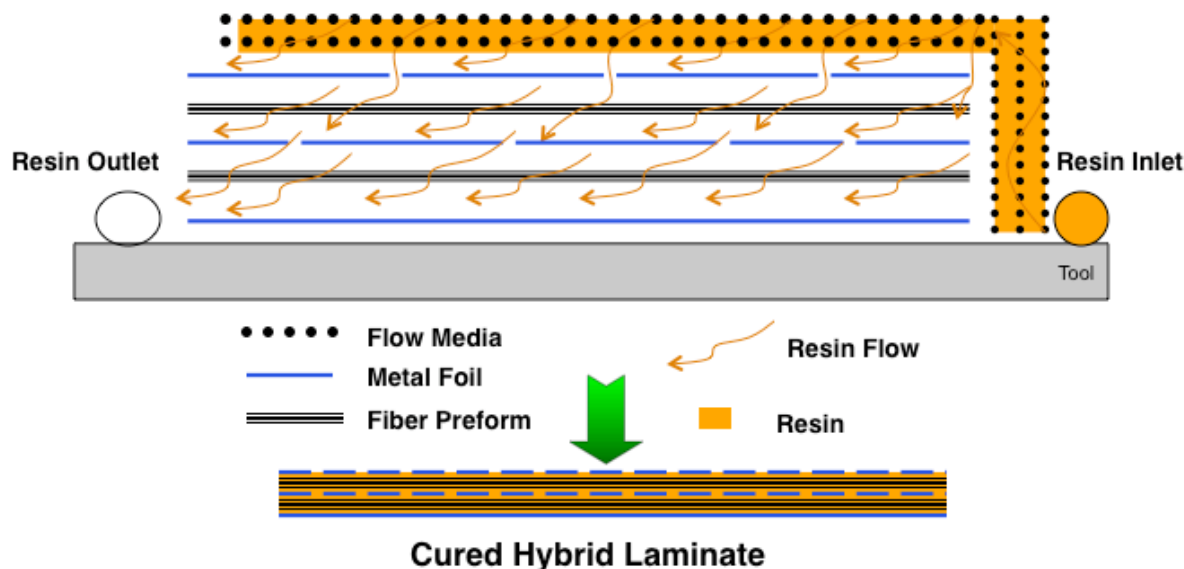 Resin Outlet
Resin Inlet
Tool
Flow Media
Resin Flow
Metal Foil
Fiber Preform
Resin
Cured Hybrid Laminate